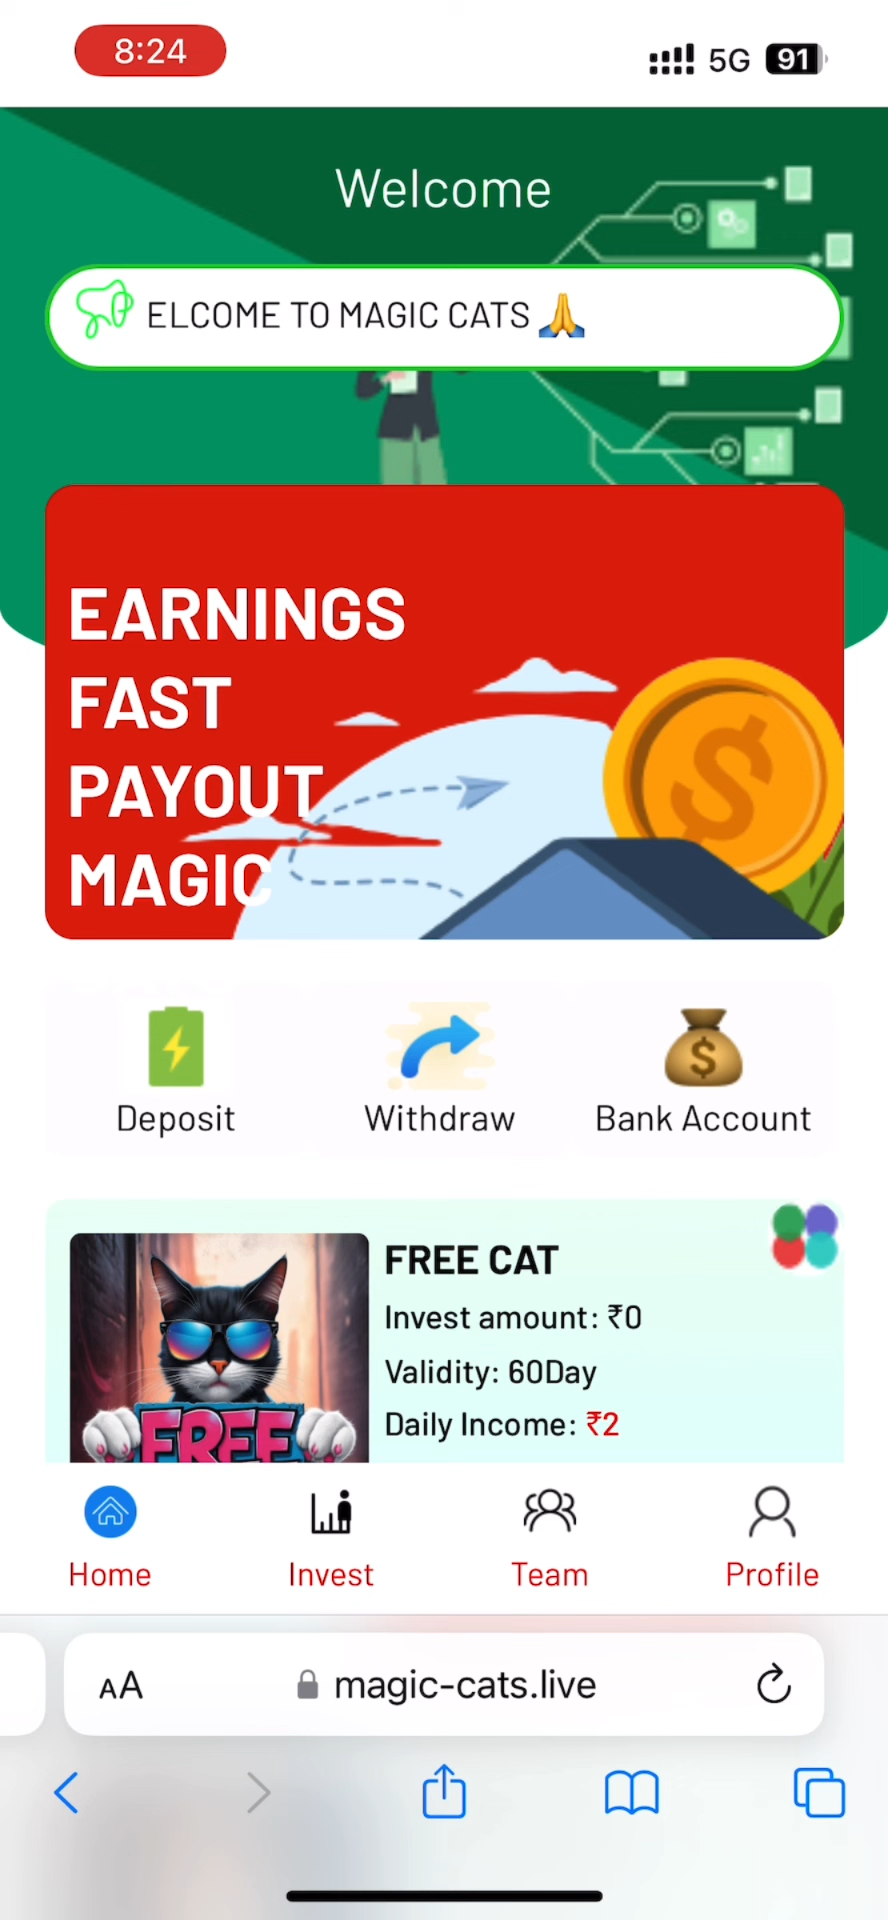 8:24
5G 91
Welcome
ELCOME TO MAGIC CATS 🙏
EARNINGS
FAST
PAYOUT
MAGIC
Deposit
Withdraw
Bank Account
FREE CAT
Invest amount: ₹0
Validity: 60Day
Daily Income: ₹2
FREE
Home
Invest
Team
Profile
AA magic-cats.live